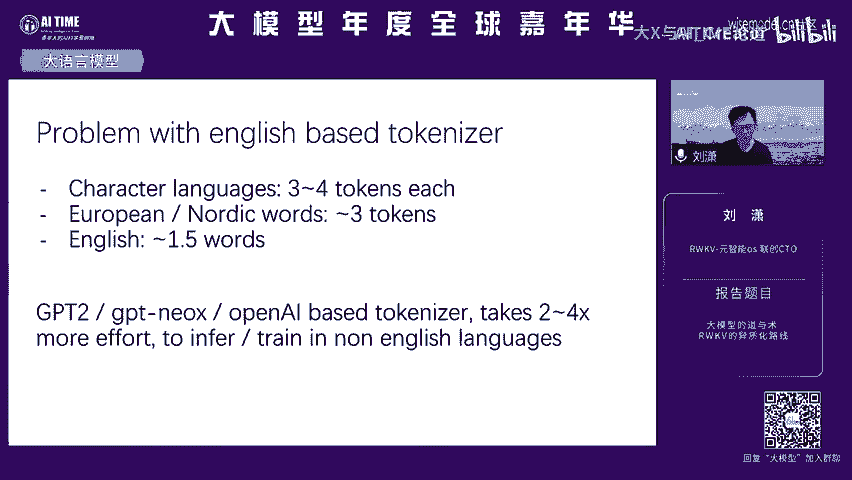 AI TIME
大模型年度全球嘉年华
wisemodel.cn社区
大X与AI TIME论道
bilibili
大语言模型
Problem with english based tokenizer
- Character languages: 3~4 tokens each
- European / Nordic words: ~3 tokens
- English: ~1.5 words
GPT2 / gpt-neox / openAI based tokenizer, takes 2~4x
more effort, to infer / train in non english languages
刘潇
刘 潇
RWKV-元智能os 联创CTO
报告题目
大模型的道与术
RWKV的异质化路线
回复“大模型”加入群聊